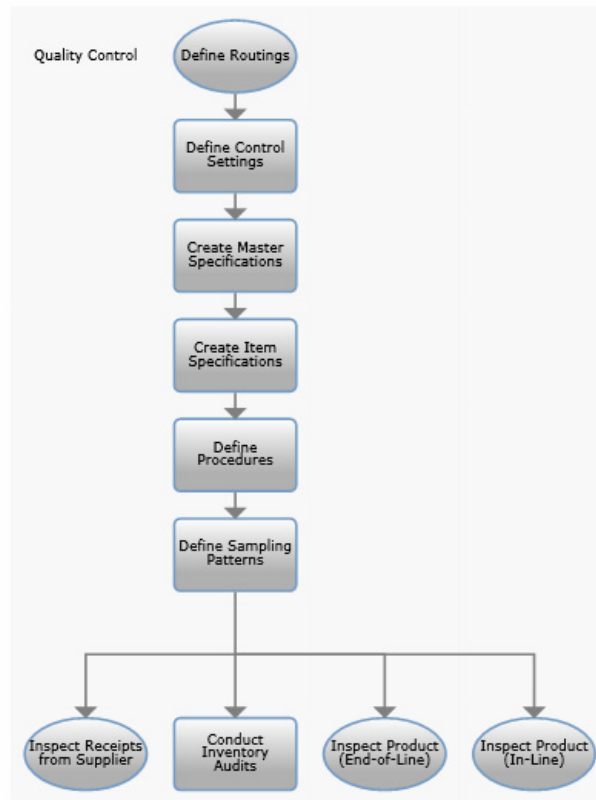 Quality Control
Define Routings
Define Control
Settings
Create Master
Specifications
Create Item
Specifications
Define
Procedures
Define Sampling
Patterns
Inspect Receipts
from Supplier
Conduct
Inventory
Audits
Inspect Product
(End-of-Line)
Inspect Product
(In-Line)